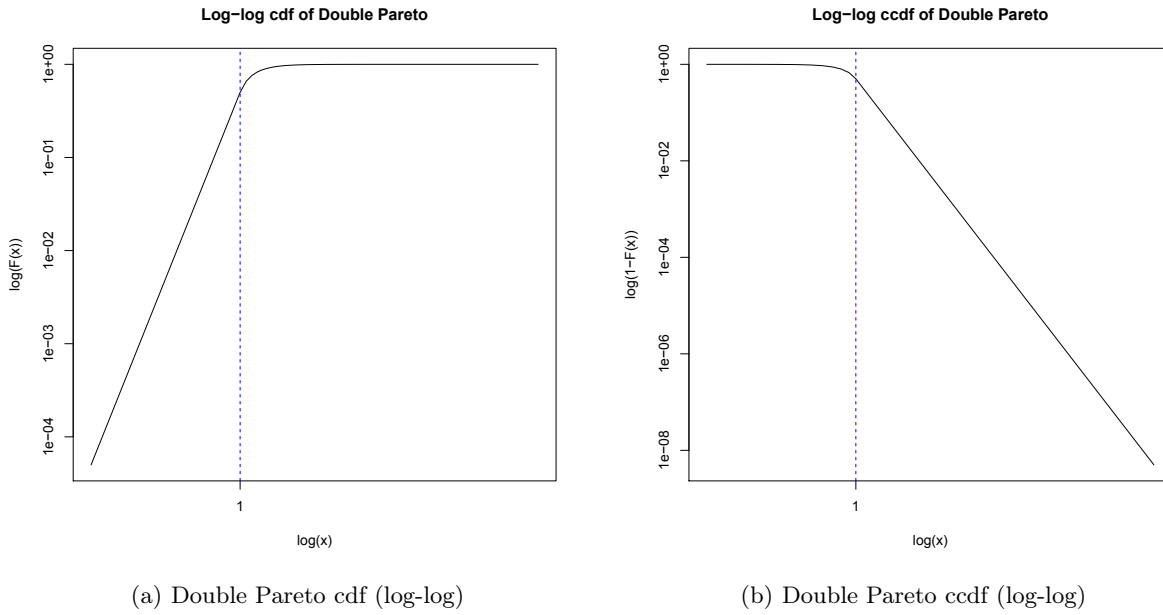 Log−log cdf of Double Pareto
1e+00
1e−01
1e−02
1e−03
1e−04
log(F(x))
1
log(x)
(a) Double Pareto cdf (log-log)
Log−log ccdf of Double Pareto
1e+00
1e−02
1e−04
1e−06
1e−08
log(1−F(x))
1
log(x)
(b) Double Pareto ccdf (log-log)